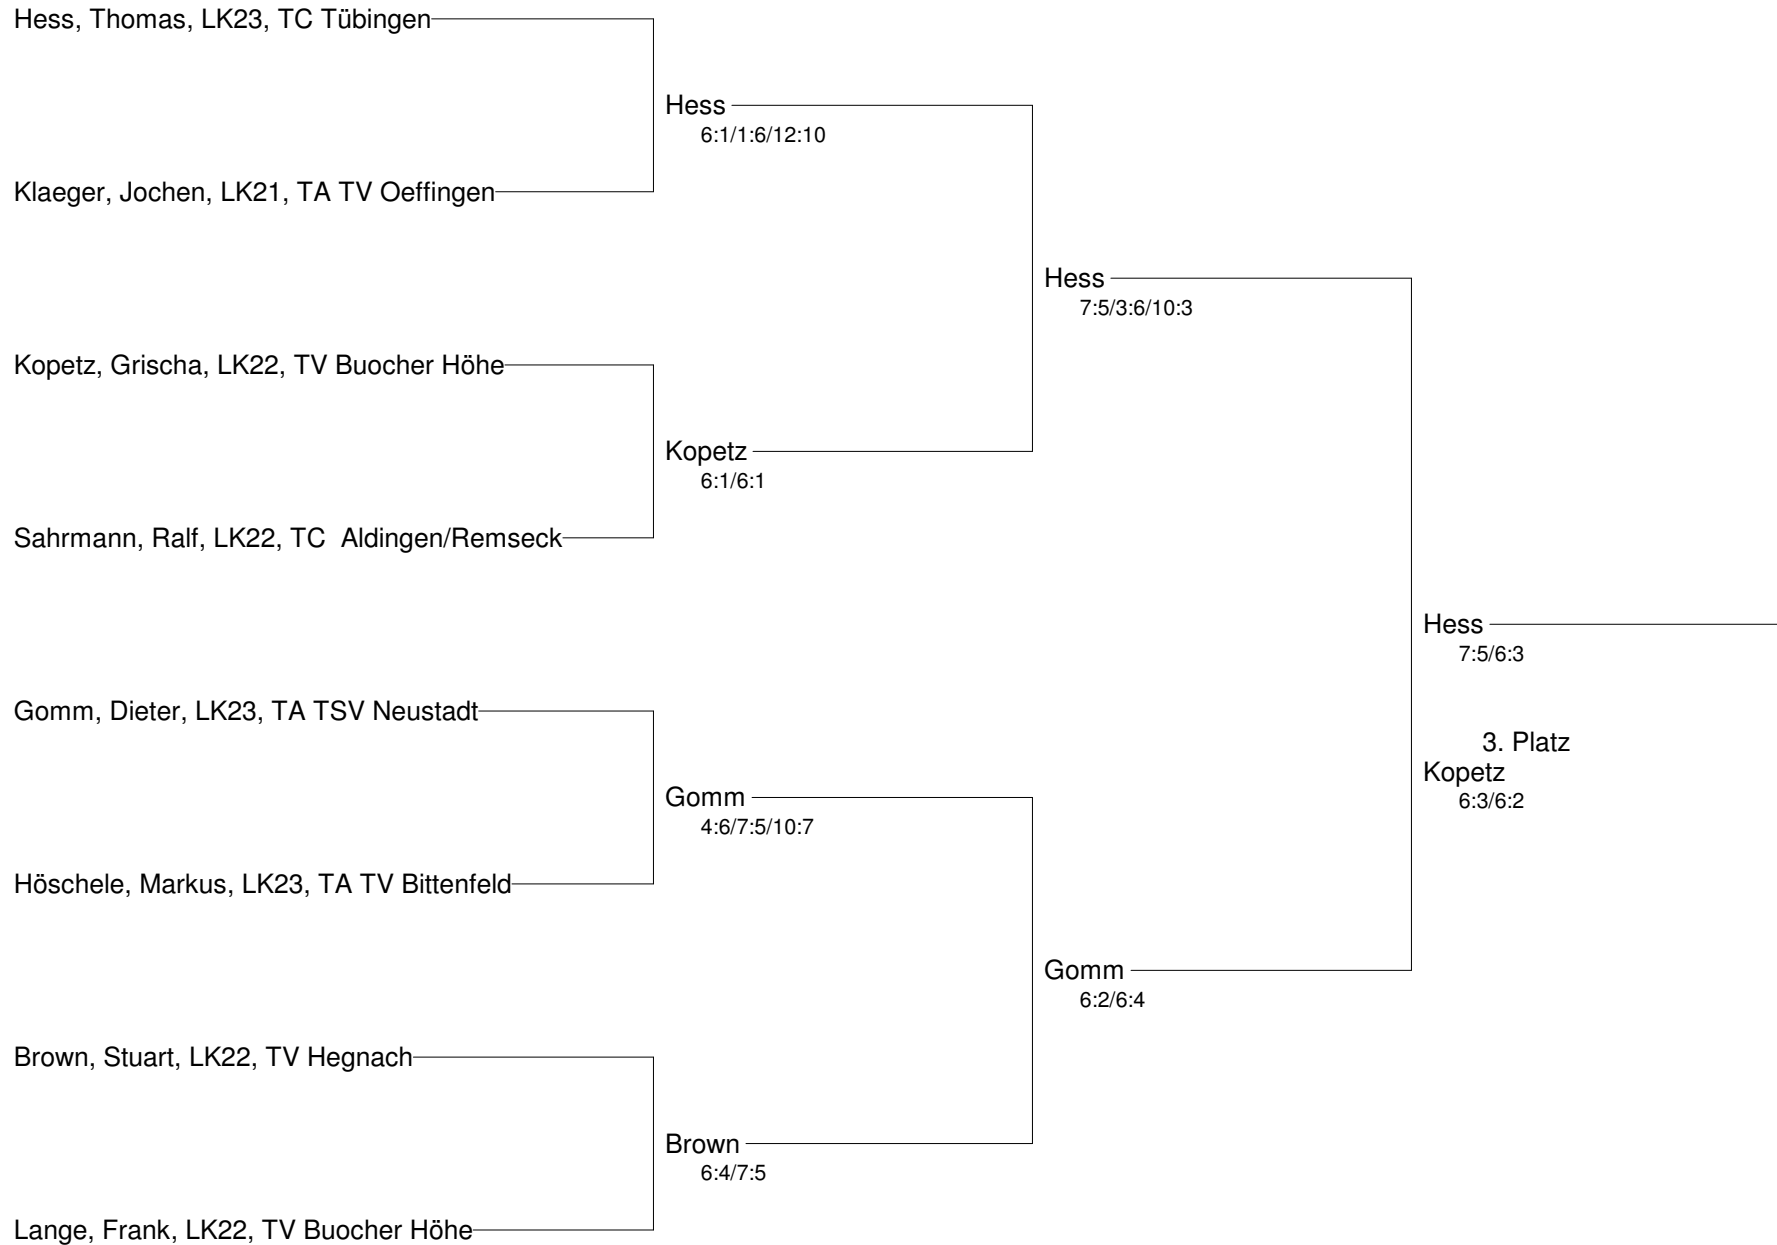 Hess, Thomas, LK23, TC Tübingen
Hess
6:1/1:6/12:10
Klaeger, Jochen, LK21, TA TV Oeffingen
Hess
7:5/3:6/10:3
Kopetz, Grischa, LK22, TV Buocher Höhe
Kopetz
6:1/6:1
Sahrmann, Ralf, LK22, TC  Aldingen/Remseck
Hess
7:5/6:3
Gomm, Dieter, LK23, TA TSV Neustadt
3. Platz
Kopetz
6:3/6:2
Gomm
4:6/7:5/10:7
Höschele, Markus, LK23, TA TV Bittenfeld
Gomm
6:2/6:4
Brown, Stuart, LK22, TV Hegnach
Brown
6:4/7:5
Lange, Frank, LK22, TV Buocher Höhe